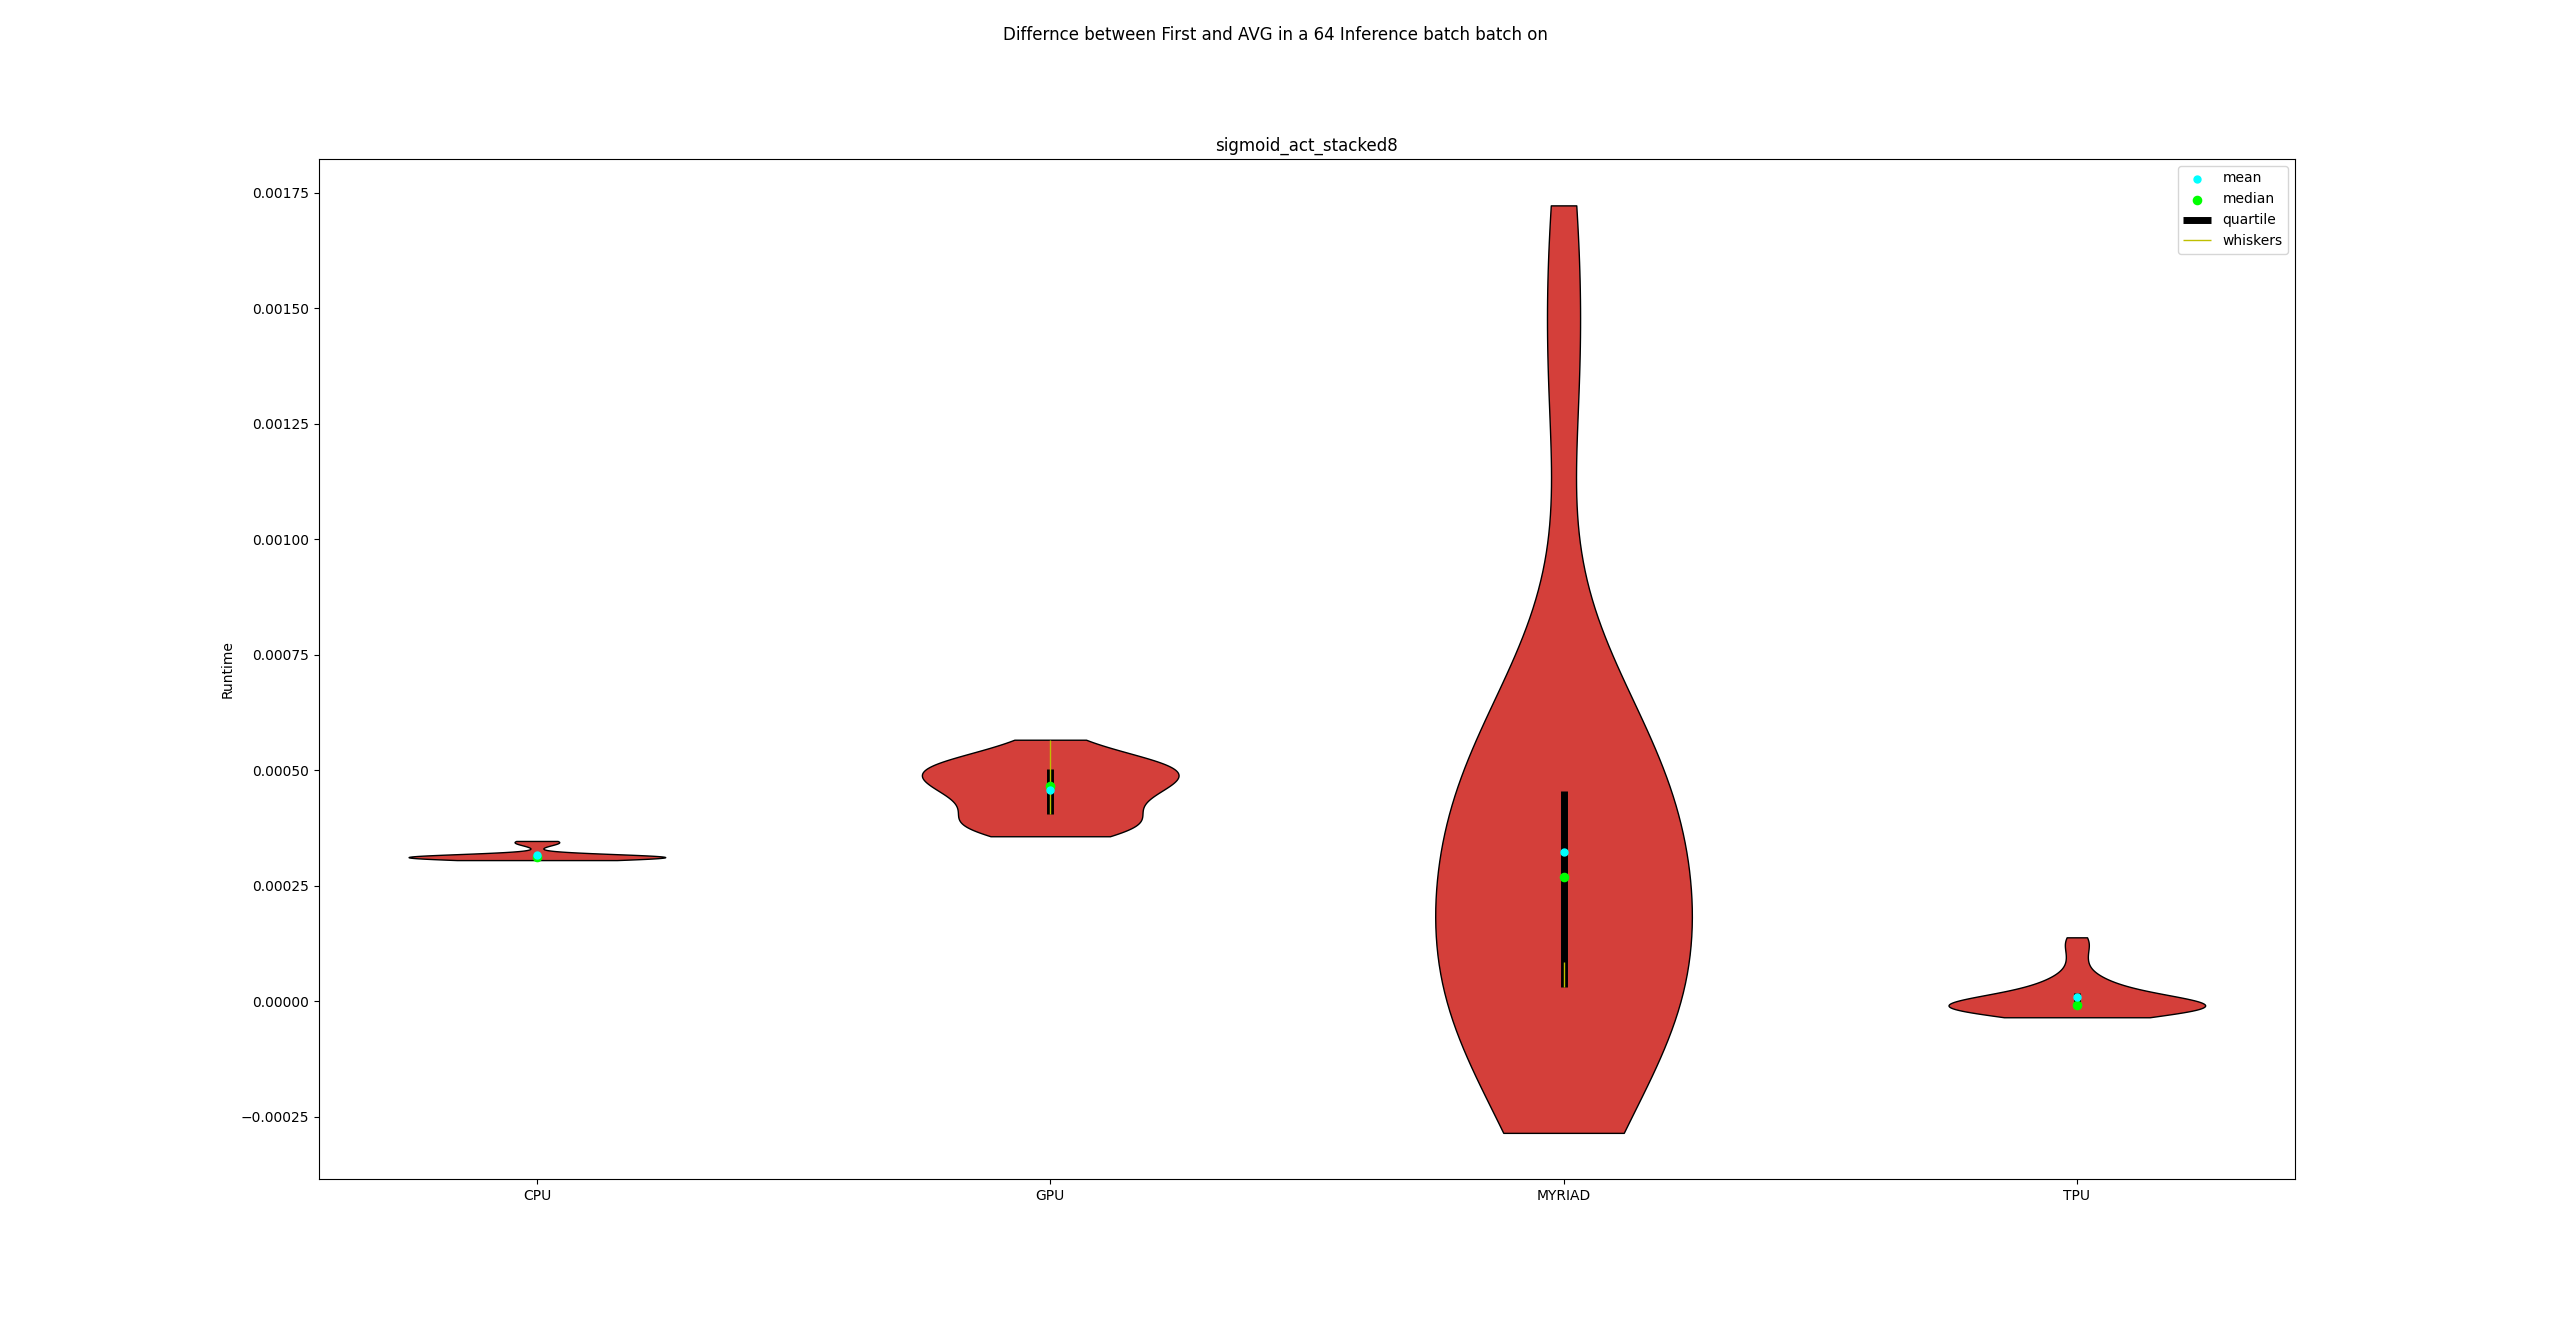 Differnce between First and AVG in a 64 Inference batch batch on
sigmoid_act_stacked8
mean
median
quartile
whiskers
0.00175
0.00150
0.00125
0.00100
0.00075
0.00050
0.00025
0.00000
−0.00025
Runtime
CPU GPU MYRIAD TPU